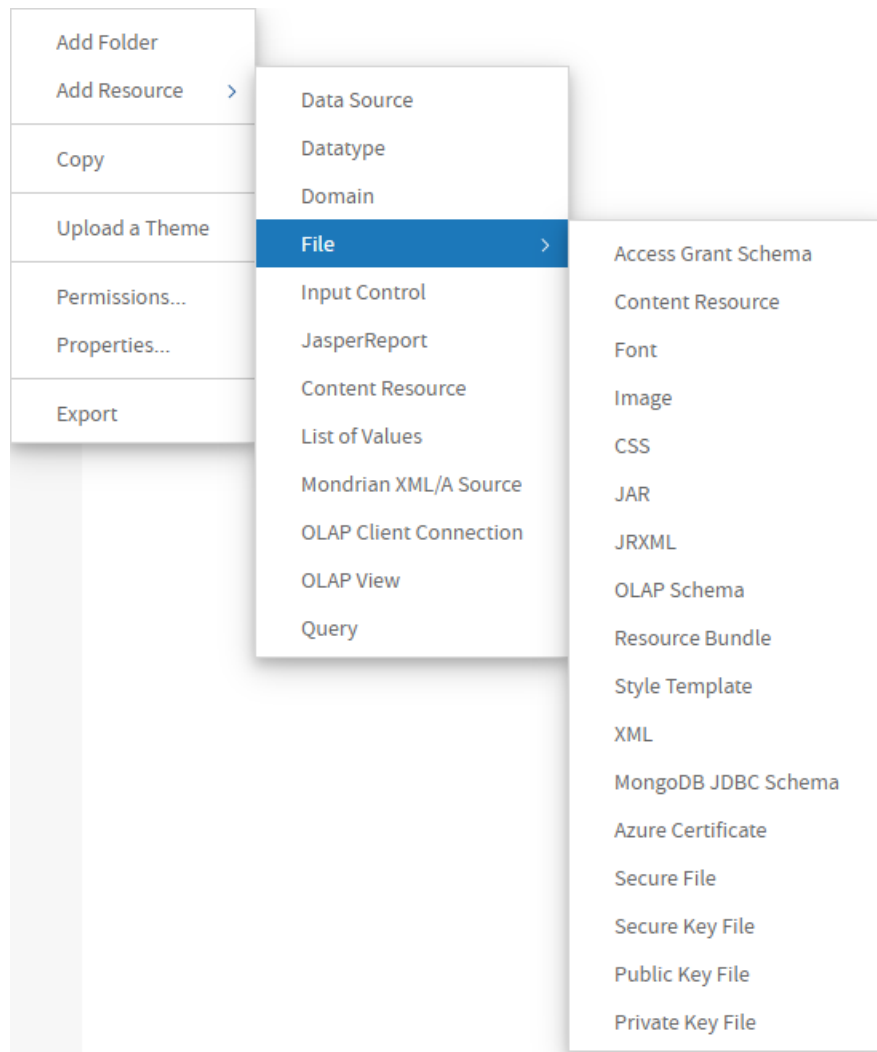 Add Folder
Add Resource
Copy
Upload a Theme
Permissions...
Properties...
Export
Data Source
Datatype
Domain
File
Input Control
JasperReport
Content Resource
List of Values
Mondrian XML/A Source
OLAP Client Connection
OLAP View
Query
Access Grant Schema
Content Resource
Font
Image
CSS
JAR
JRXML
OLAP Schema
Resource Bundle
Style Template
XML
MongoDB JDBC Schema
Azure Certificate
Secure File
Secure Key File
Public Key File
Private Key File